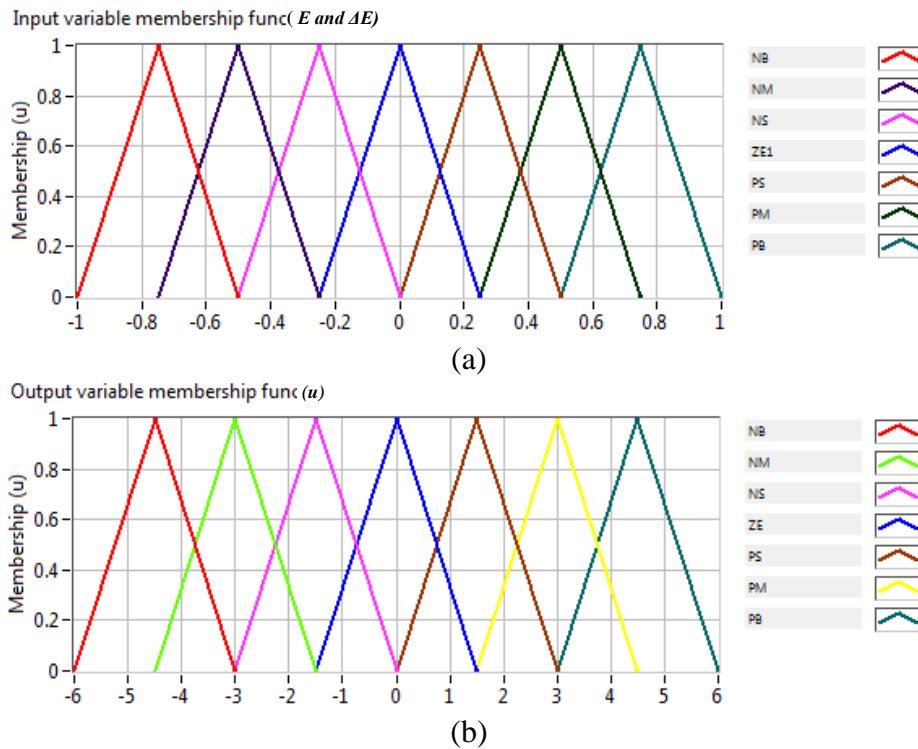 Input variable membership func( E and ΔE)
Membership (u)
1
0.8
0.6
0.4
0.2
0
-1 -0.8 -0.6 -0.4 -0.2 0 0.2 0.4 0.6 0.8 1
NB
NM
NS
ZE1
PS
PM
PB
(a)
Output variable membership func (u)
Membership (u)
1
0.8
0.6
0.4
0.2
0
-6 -5 -4 -3 -2 -1 0 1 2 3 4 5 6
NB
NM
NS
ZE
PS
PM
PB
(b)